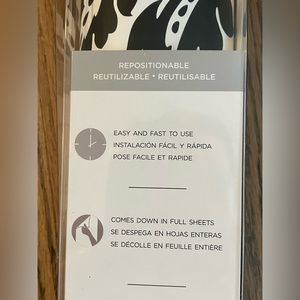 REPOSITIONABLE
REUTILIZABLE • REUTILISABLE
EASY AND FAST TO USE
INSTALACIÓN FÁCIL Y RÁPIDA
POSE FACILE ET RAPIDE
COMES DOWN IN FULL SHEETS
SE DESPEGA EN HOJAS ENTERAS
SE DÉCOLLE EN FEUILLE ENTIÈRE